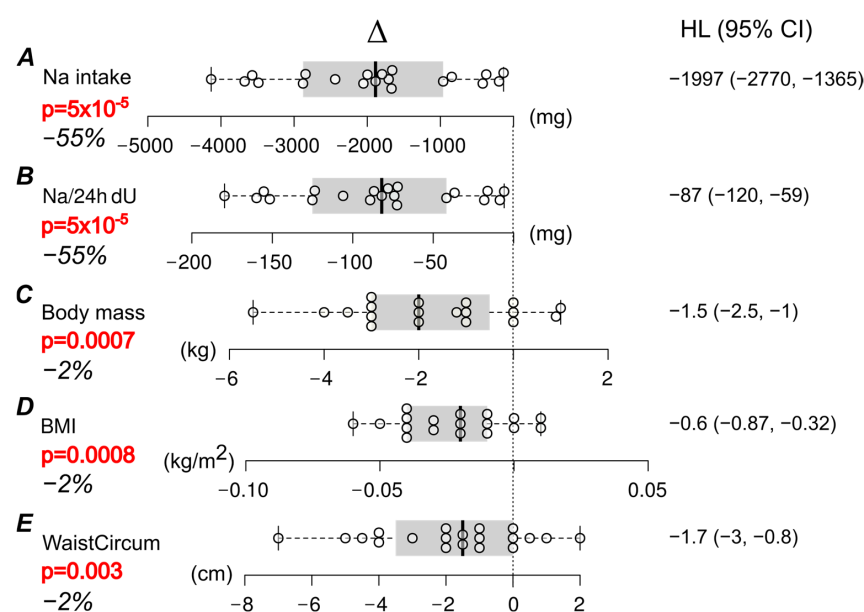 Δ HL (95% CI)
A Na intake −1997 (−2770, −1365)
p=5x10-5
−55%
(mg)
−5000 −4000 −3000 −2000 −1000
B Na/24h dU −87 (−120, −59)
p=5x10-5
−55%
(mg)
−200 −150 −100 −50
C Body mass −1.5 (−2.5, −1)
p=0.0007
(kg)
−2%
−6 −4 −2 2
D BMI −0.6 (−0.87, −0.32)
p=0.0008
(kg/m2)
−2%
−0.10 −0.05 0.05
E WaistCircum −1.7 (−3, −0.8)
p=0.003
(cm)
−2%
−8 −6 −4 −2 0 2